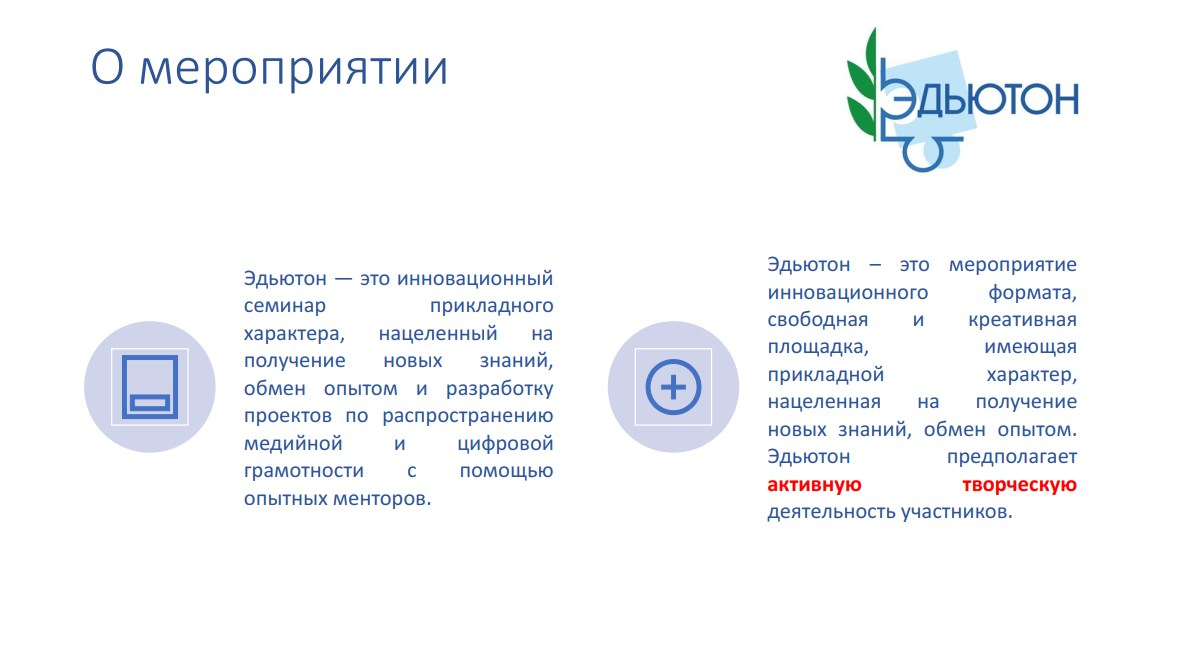 О мероприятии
ЭДЬЮТОН
Эдьютон — это инновационный
семинар прикладного
характера, нацеленный на
получение новых знаний,
обмен опытом и разработку
проектов по распространению
медийной и цифровой
грамотности с помощью
опытных менторов.
Эдьютон – это мероприятие
инновационного формата,
свободная и креативная
площадка, имеющая
прикладной характер,
нацеленная на получение
новых знаний, обмен опытом.
Эдьютон предполагает
активную творческую
деятельность участников.